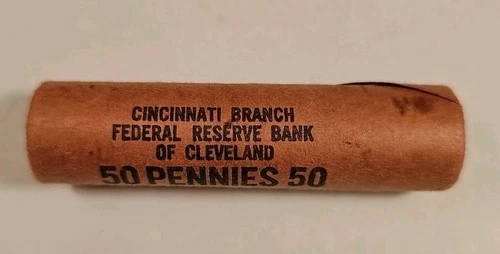 CINCINNATI BRANCH
FEDERAL RESERVE BANK
OF CLEVELAND
50 PENNIES 50